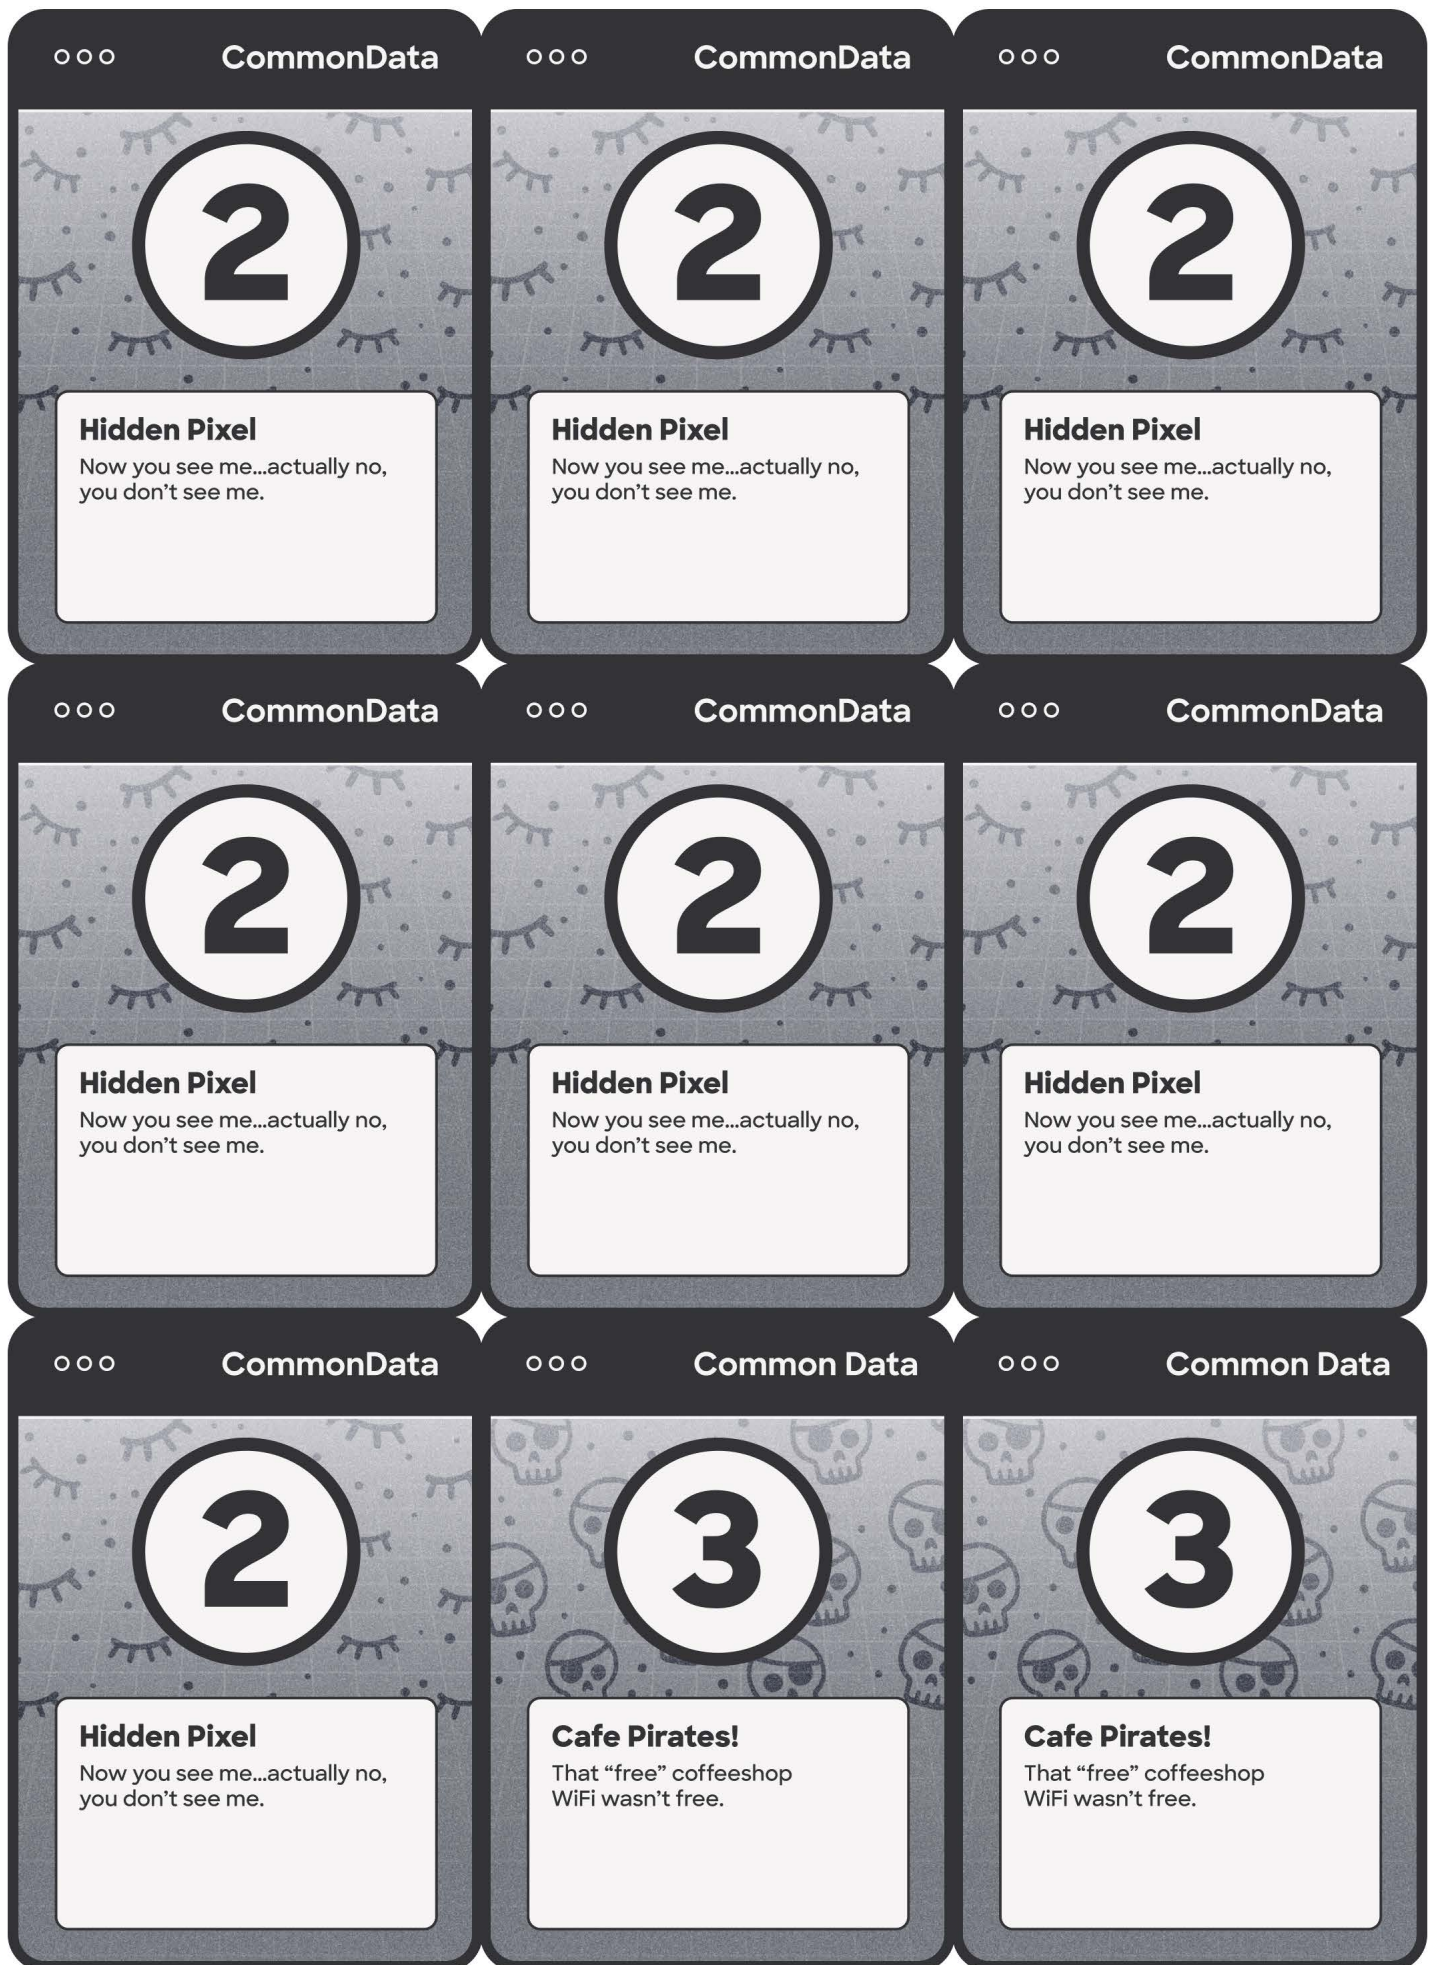 CommonData
2
Hidden Pixel
Now you see me...actually no,
you don't see me.
CommonData
2
Hidden Pixel
Now you see me...actually no,
you don't see me.
CommonData
2
Hidden Pixel
Now you see me...actually no,
you don't see me.
CommonData
2
Hidden Pixel
Now you see me...actually no,
you don't see me.
CommonData
2
Hidden Pixel
Now you see me...actually no,
you don't see me.
CommonData
2
Hidden Pixel
Now you see me...actually no,
you don't see me.
CommonData
2
Hidden Pixel
Now you see me...actually no,
you don't see me.
Common Data
3
Cafe Pirates!
That “free” coffeeshop
WiFi wasn't free.
Common Data
3
Cafe Pirates!
That “free” coffeeshop
WiFi wasn't free.